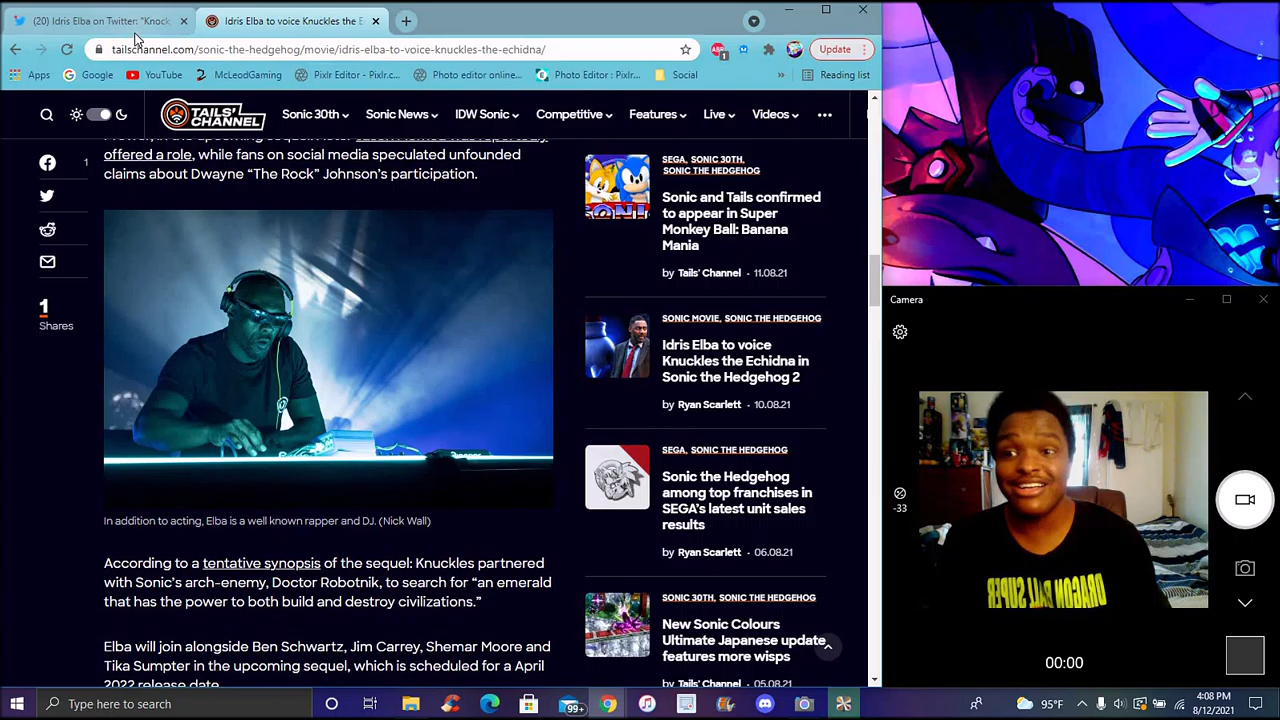 (20) Idris Elba on Twitter: "Knock
Idris Elba to voice Knuckles the E
tailschannel.com/sonic-the-hedgehog/movie/idris-elba-to-voice-knuckles-the-echidna/
1
Update
Apps
Google
YouTube
McLeodGaming
Pixlr Editor - Pixlr.c...
Photo editor online...
Photo Editor : Pixlr...
Social
»
Reading list
TAILS'
CHANNEL
Sonic 30th
Sonic News
IDW Sonic
Competitive
Features
Live
Videos
1
1
Shares
offered a role, while fans on social media speculated unfounded
claims about Dwayne “The Rock” Johnson’s participation.
In addition to acting, Elba is a well known rapper and DJ. (Nick Wall)
According to a tentative synopsis of the sequel: Knuckles partnered
with Sonic’s arch-enemy, Doctor Robotnik, to search for “an emerald
that has the power to both build and destroy civilizations.”
Elba will join alongside Ben Schwartz, Jim Carrey, Shemar Moore and
Tika Sumpter in the upcoming sequel, which is scheduled for a April
2022 release date.
SEGA, SONIC 30TH,
SONIC THE HEDGEHOG
Sonic and Tails confirmed
to appear in Super
Monkey Ball: Banana
Mania
by Tails' Channel - 11.08.21
SONIC MOVIE, SONIC THE HEDGEHOG
Idris Elba to voice
Knuckles the Echidna in
Sonic the Hedgehog 2
by Ryan Scarlett - 10.08.21
SEGA, SONIC THE HEDGEHOG
Sonic the Hedgehog
among top franchises in
SEGA’s latest unit sales
results
by Ryan Scarlett - 06.08.21
SONIC 30TH, SONIC THE HEDGEHOG
New Sonic Colours
Ultimate Japanese update
features more wisps
by Tails' Channel - 05.08.21
Camera
-33
DRAGON BALL SUPER
00:00
Type here to search
99+
95°F
4:08 PM
8/12/2021